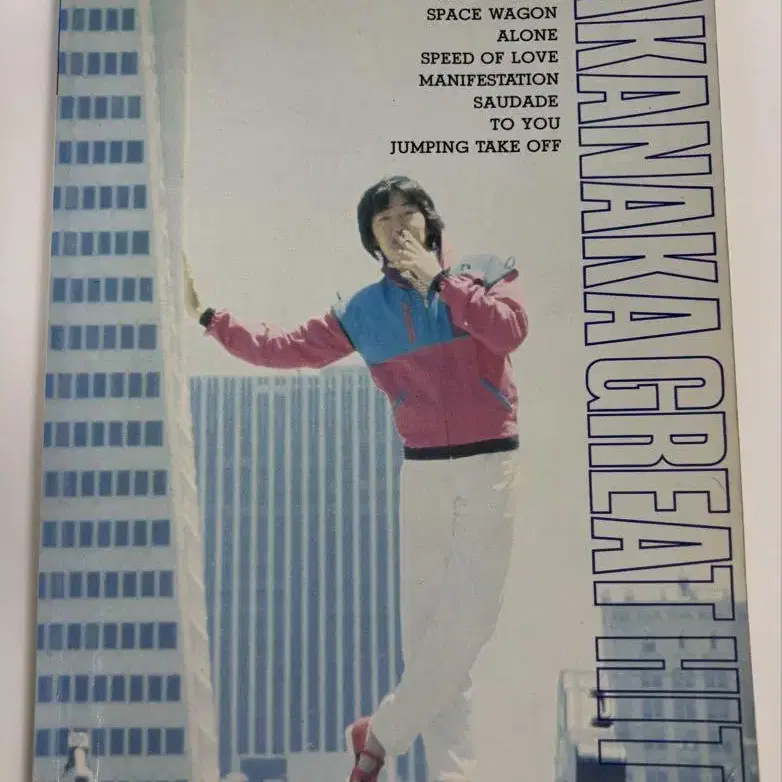 SPACE WAGON
ALONE
SPEED OF LOVE
MANIFESTATION
SAUDADE
TO YOU
JUMPING TAKE OFF
AKANAKA GREAT HIT